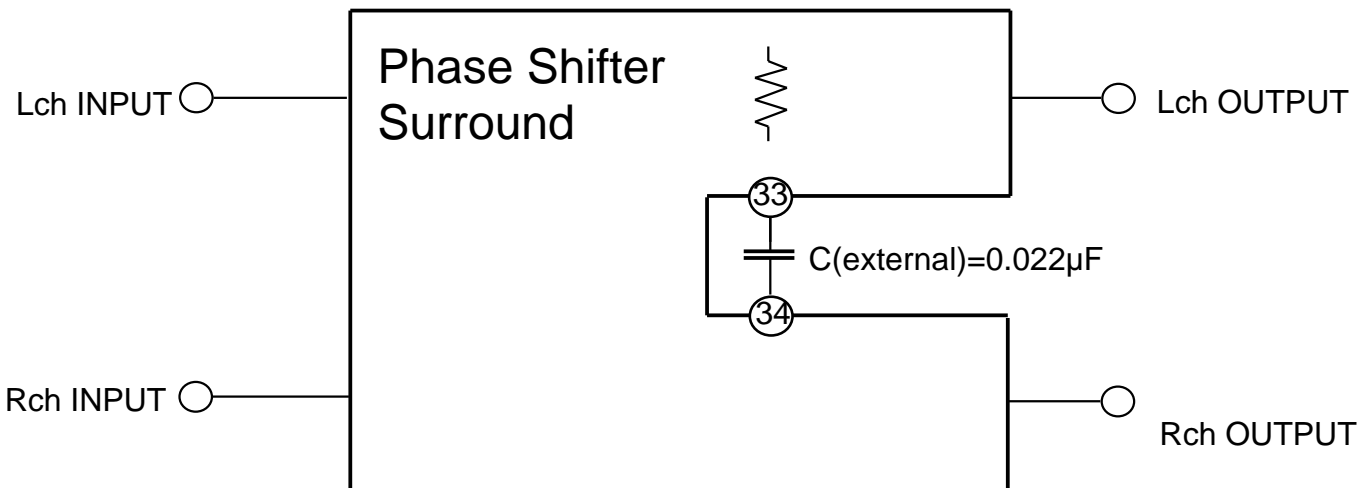 Phase Shifter
Surround
Lch INPUT
Lch OUTPUT
33
C(external)=0.022µF
34
Rch INPUT
Rch OUTPUT